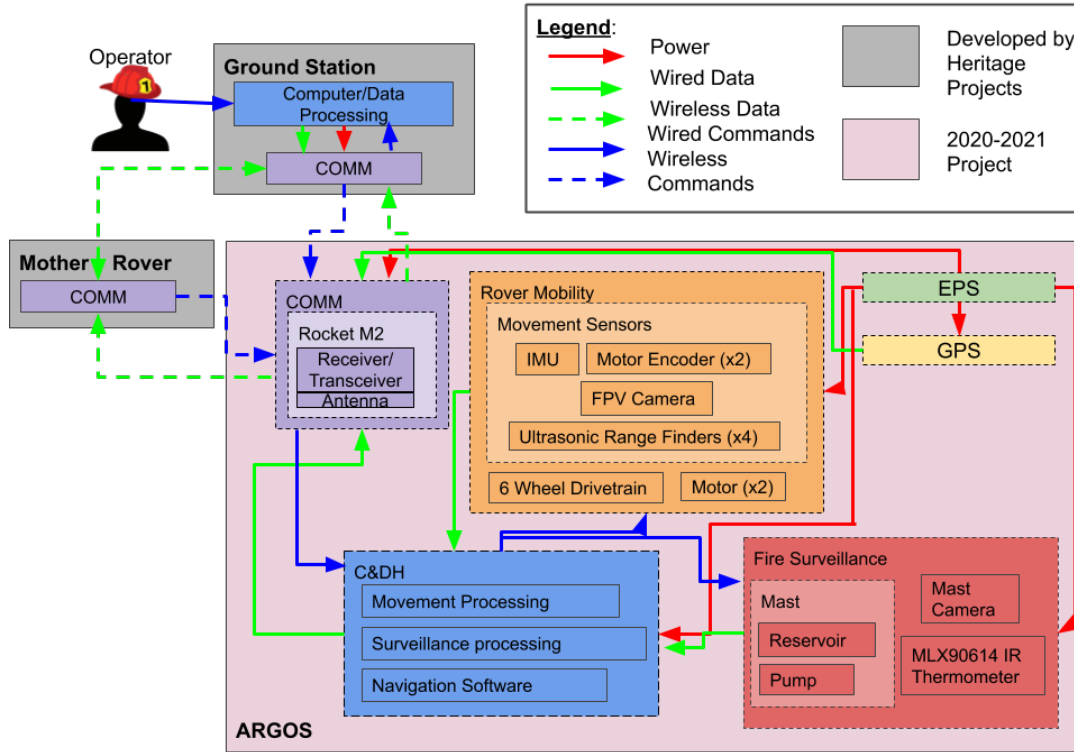 Operator
1
Ground Station
Computer/Data
Processing
COMM
Legend:
Power
Wired Data
Wireless Data
Wired Commands
Wireless
Commands
Developed by
Heritage
Projects
2020-2021
Project
Mother Rover
COMM
COMM
Rocket M2
Receiver/
Transceiver
Antenna
Rover Mobility
Movement Sensors
IMU
Motor Encoder (x2)
FPV Camera
Ultrasonic Range Finders (x4)
6 Wheel Drivetrain
Motor (x2)
EPS
GPS
C&DH
Movement Processing
Surveillance processing
Navigation Software
Fire Surveillance
Mast
Reservoir
Pump
Mast
Camera
MLX90614 IR
Thermometer
ARGOS